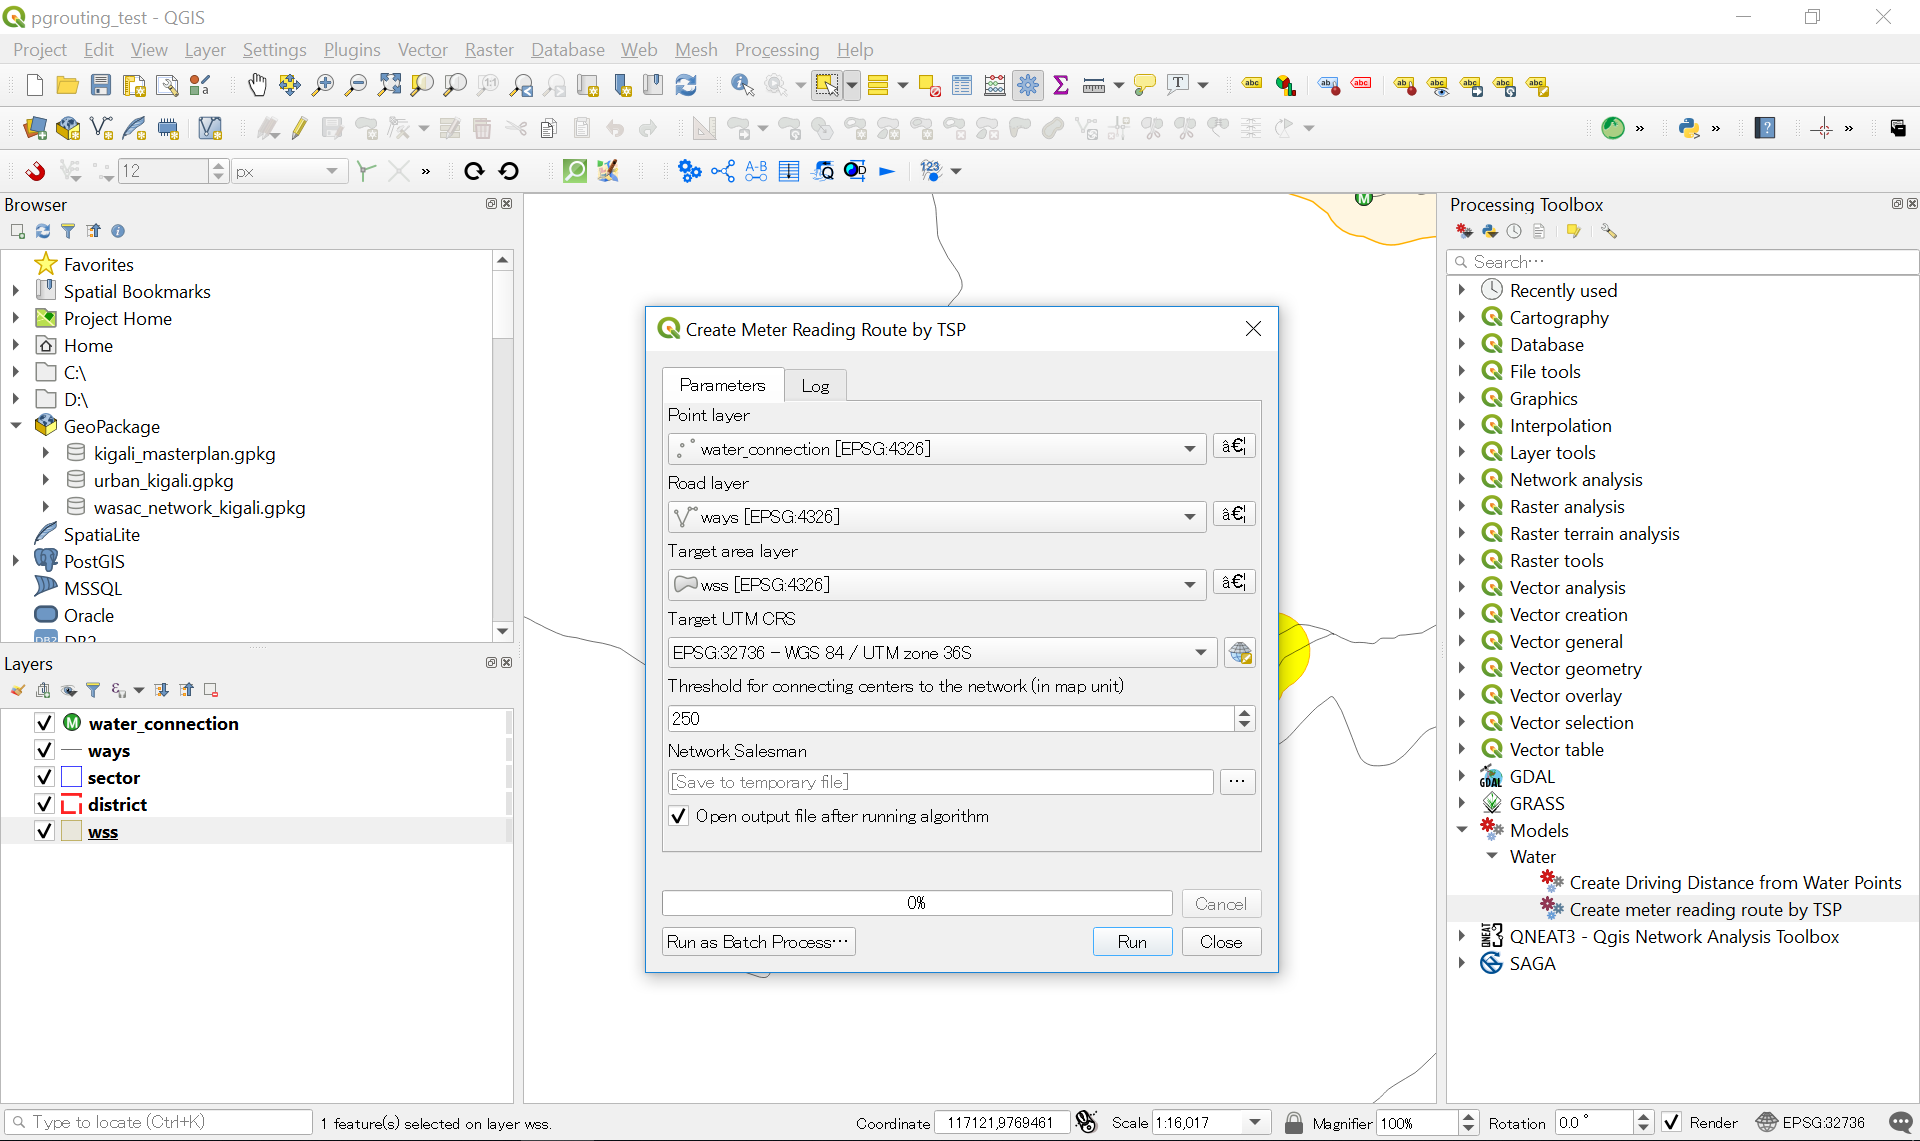 pgrouting_test - QGIS
Project Edit View Layer Settings Plugins Vector Raster Database Web Mesh Processing Help
12
px
Browser
Favorites
Spatial Bookmarks
Project Home
Home
C:\
D:\
GeoPackage
kigali_masterplan.gpkg
urban_kigali.gpkg
wasac_network_kigali.gpkg
SpatiaLite
PostGIS
MSSQL
Oracle
DB2
Layers
water_connection
ways
sector
district
wss
Create Meter Reading Route by TSP
Parameters
Log
Point layer
water_connection [EPSG:4326]
â€¦
Road layer
ways [EPSG:4326]
â€¦
Target area layer
wss [EPSG:4326]
â€¦
Target UTM CRS
EPSG:32736 - WGS 84 / UTM zone 36S
Threshold for connecting centers to the network (in map unit)
250
Network_Salesman
[Save to temporary file]
...
Open output file after running algorithm
0%
Cancel
Run as Batch Process…
Run
Close
Processing Toolbox
Search…
Recently used
Cartography
Database
File tools
Graphics
Interpolation
Layer tools
Network analysis
Raster analysis
Raster terrain analysis
Raster tools
Vector analysis
Vector creation
Vector general
Vector geometry
Vector overlay
Vector selection
Vector table
GDAL
GRASS
Models
Water
Create Driving Distance from Water Points
Create meter reading route by TSP
QNEAT3 - Qgis Network Analysis Toolbox
SAGA
Type to locate (Ctrl+K)
1 feature(s) selected on layer wss.
Coordinate 117121,9769461
Scale 1:16,017
Magnifier 100%
Rotation 0.0 °
Render
EPSG:32736